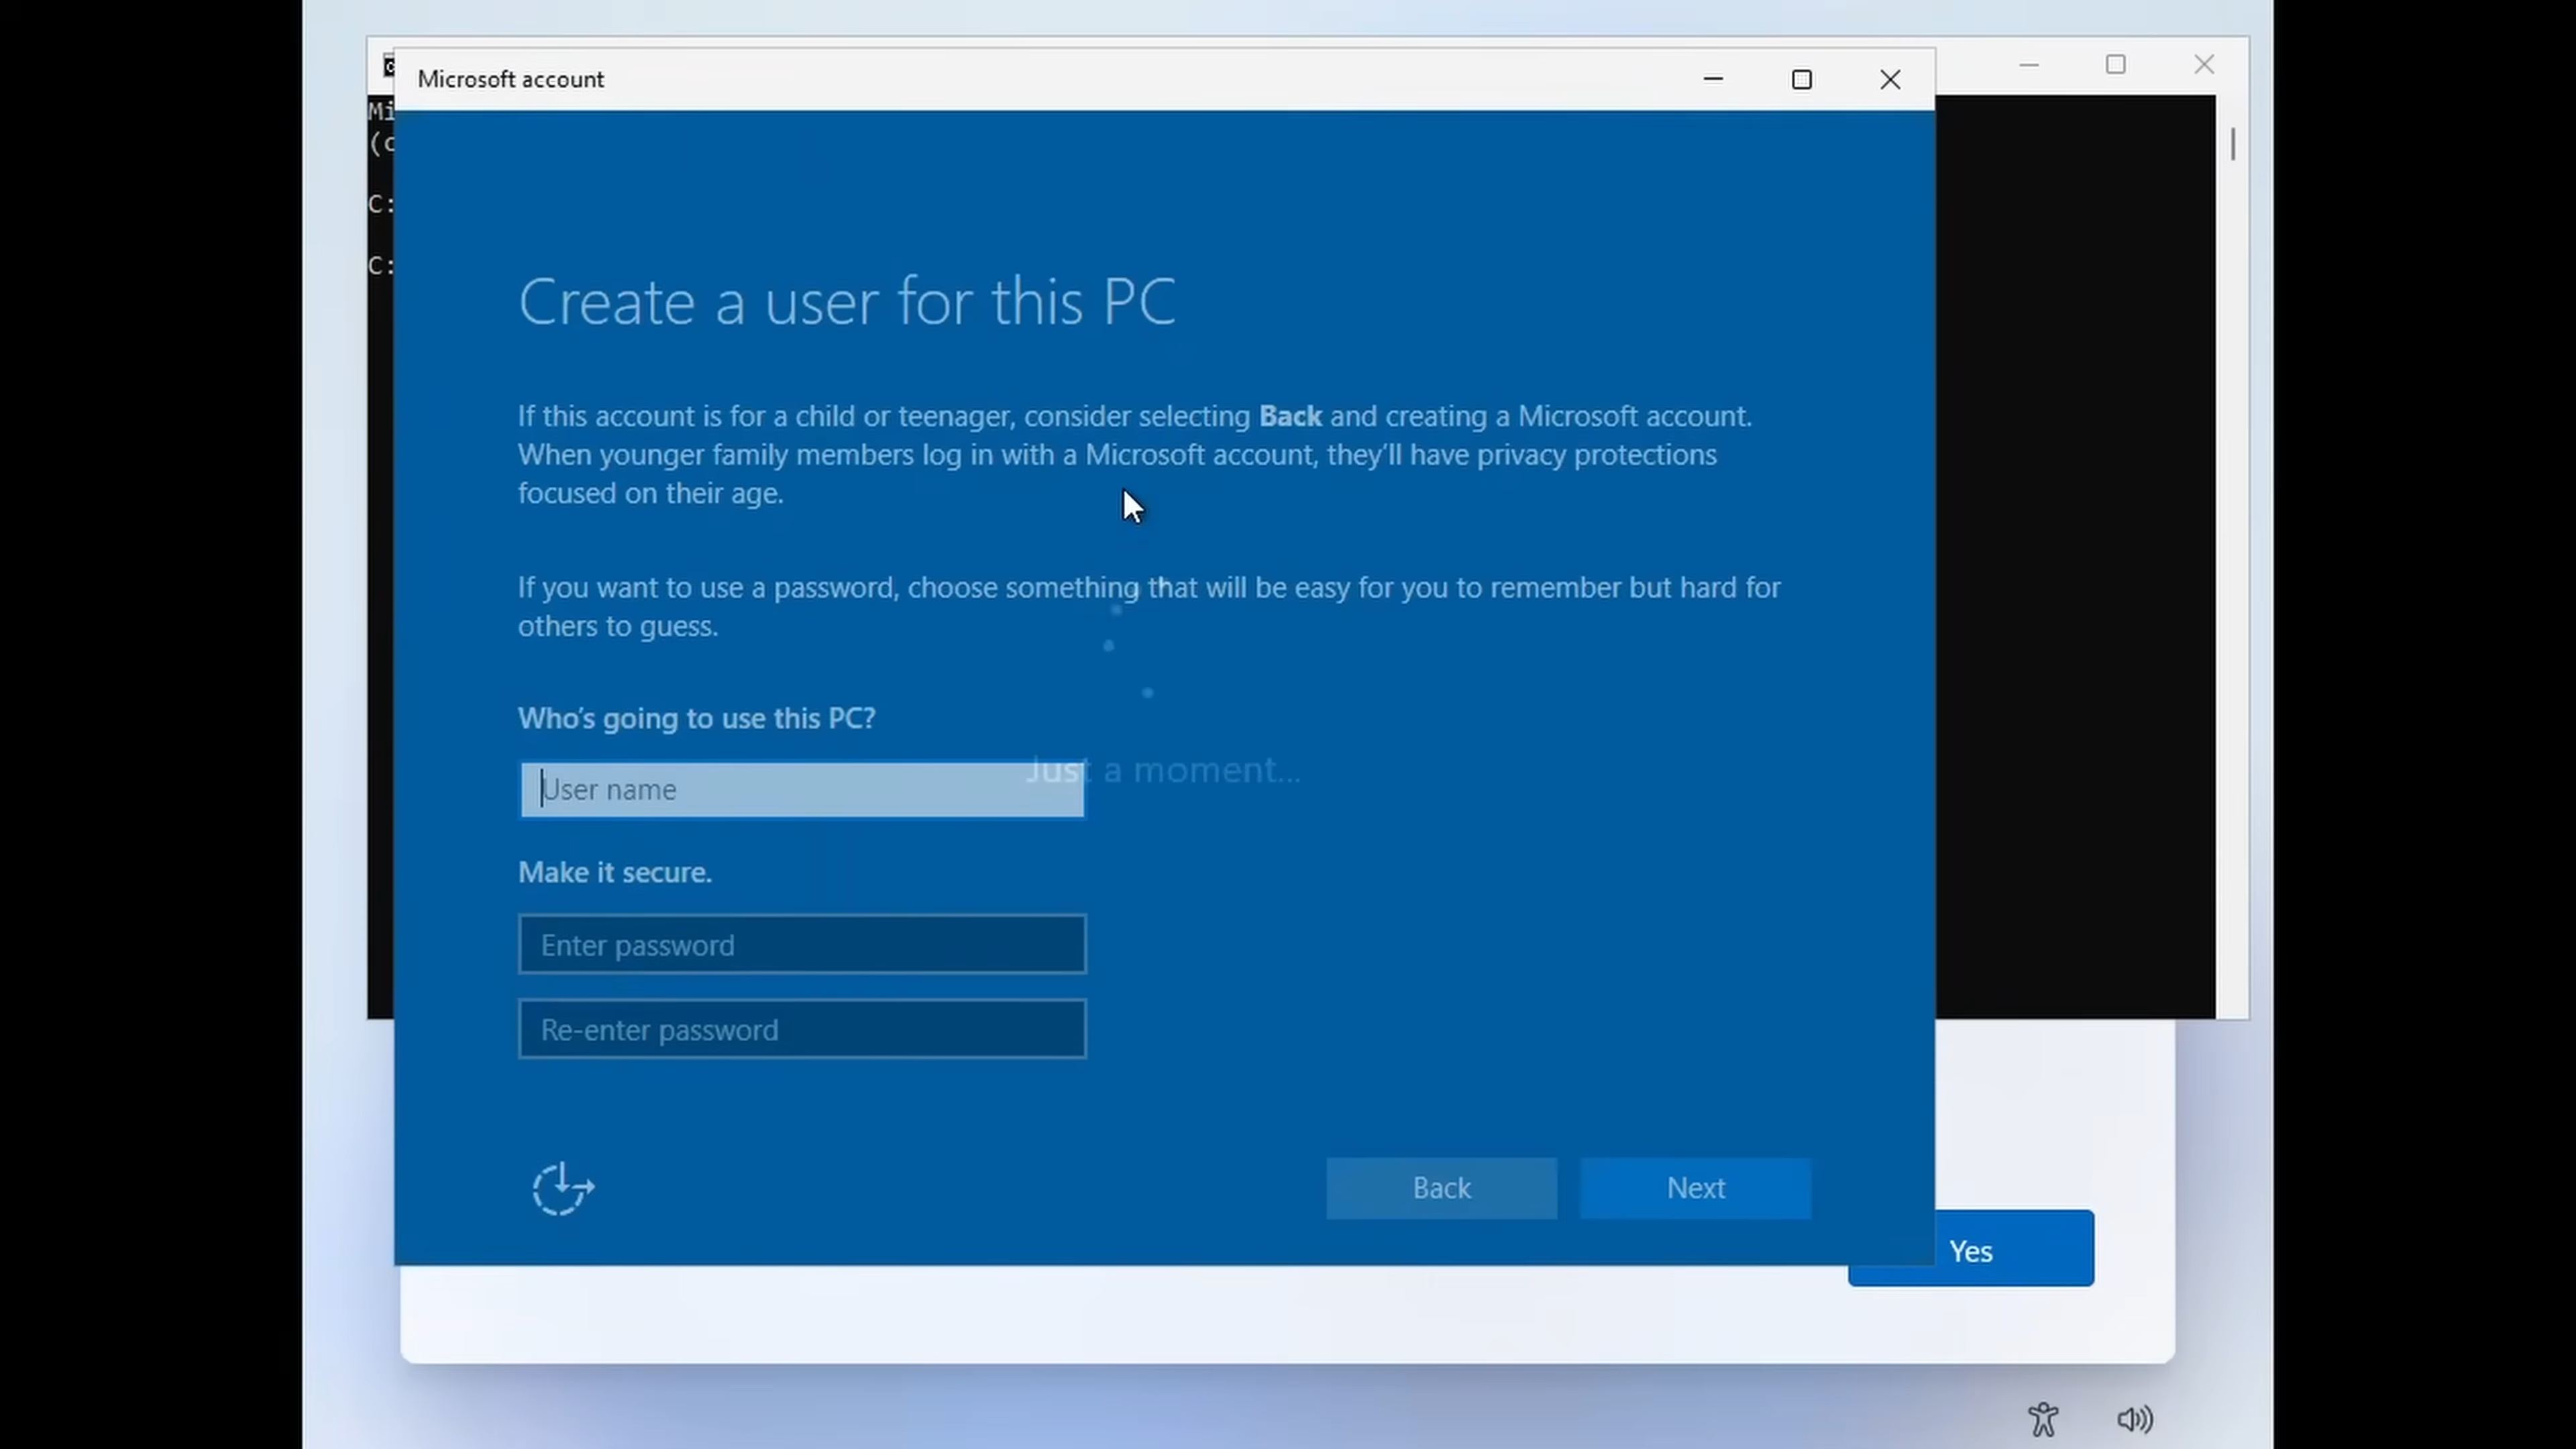 Microsoft account
Mi
(c
C:
C:
Create a user for this PC
If this account is for a child or teenager, consider selecting Back and creating a Microsoft account.
When younger family members log in with a Microsoft account, they'll have privacy protections
focused on their age.
If you want to use a password, choose something that will be easy for you to remember but hard for
others to guess.
Who's going to use this PC?
Just a moment...
User name
Make it secure.
Enter password
Re-enter password
Back
Next
Yes